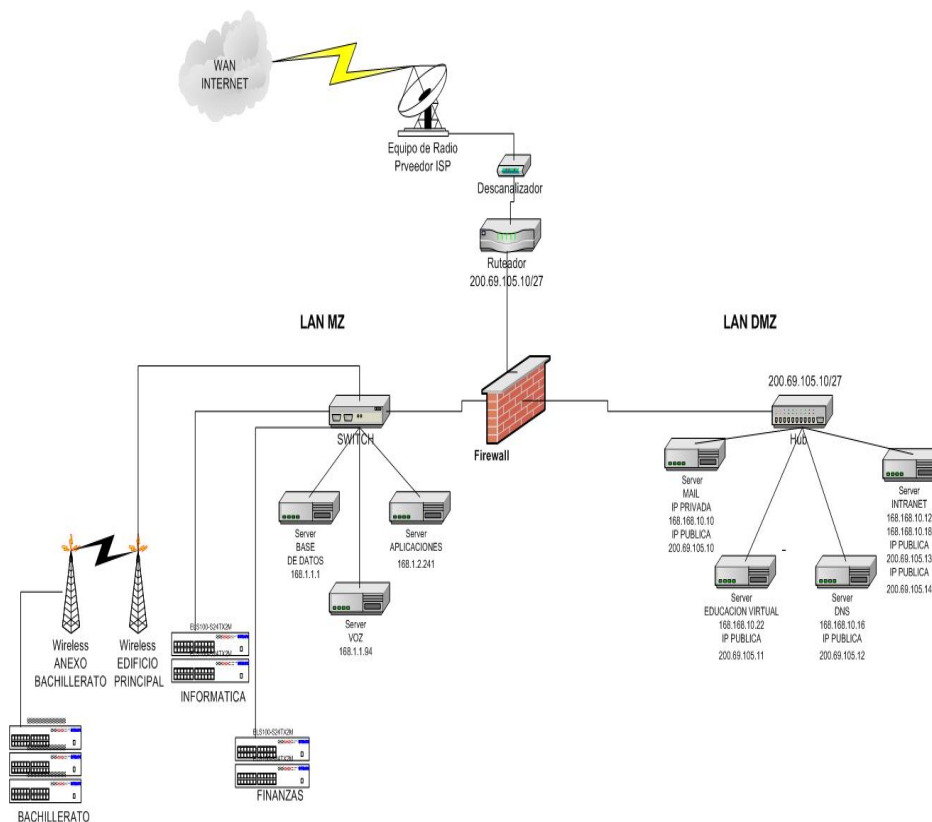 WAN
INTERNET
Equipo de Radio
Prveedor ISP
Descanalizador
Ruteador
200.69.105.10/27
LAN MZ
LAN DMZ
200.69.105.10/27
SWITCH
Firewall
Hub
Server
MAIL
IP PRIVADA
168.168.10.10
IP PUBLICA
200.69.105.10
Server
INTRANET
168.168.10.12
168.168.10.18
IP PUBLICA
200.69.105.13
IP PUBLICA
200.69.105.14
Server
BASE
DE DATOS
168.1.1.1
Server
APLICACIONES
168.1.2.241
Server
VOZ
168.1.1.94
Server
EDUCACION VIRTUAL
168.168.10.22
IP PUBLICA
200.69.105.11
Server
DNS
168.168.10.16
IP PUBLICA
200.69.105.12
Wireless
ANEXO
BACHILLERATO
Wireless
EDIFICIO
PRINCIPAL
ELS100-S24TX2M
INFORMATICA
ELS100-S24TX2M
FINANZAS
BACHILLERATO